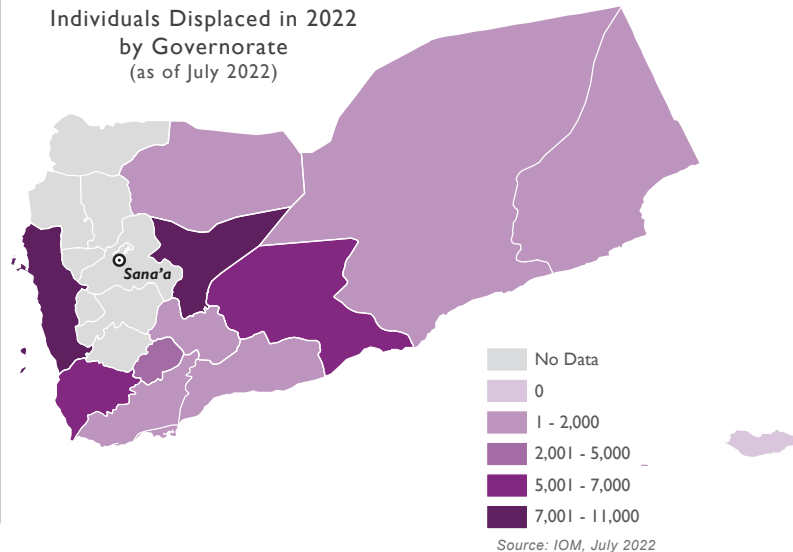 Individuals Displaced in 2022
by Governorate
(as of July 2022)
Sana'a
No Data
0
1 - 2,000
2,001 - 5,000
5,001 - 7,000
7,001 - 11,000
Source: IOM, July 2022